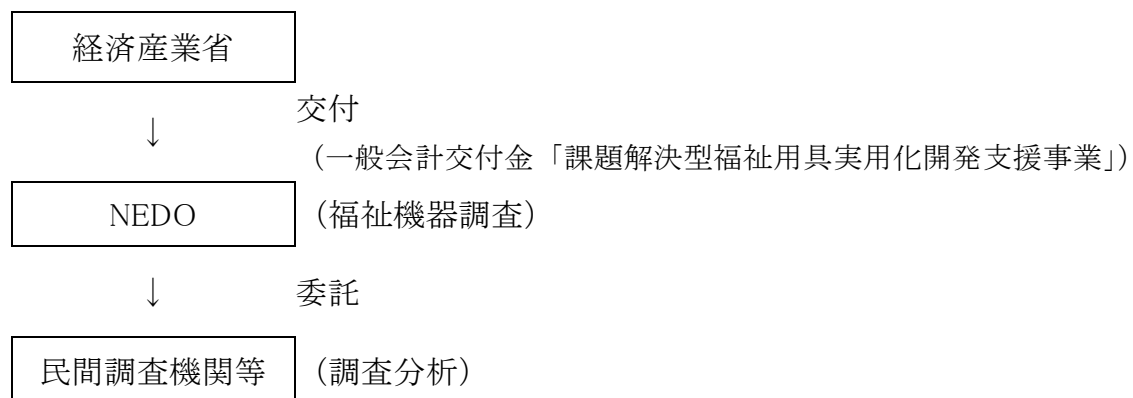 経済産業省
↓ 交付
（一般会計交付金「課題解決型福祉用具実用化開発支援事業」）
NEDO （福祉機器調査）
↓ 委託
民間調査機関等 （調査分析）